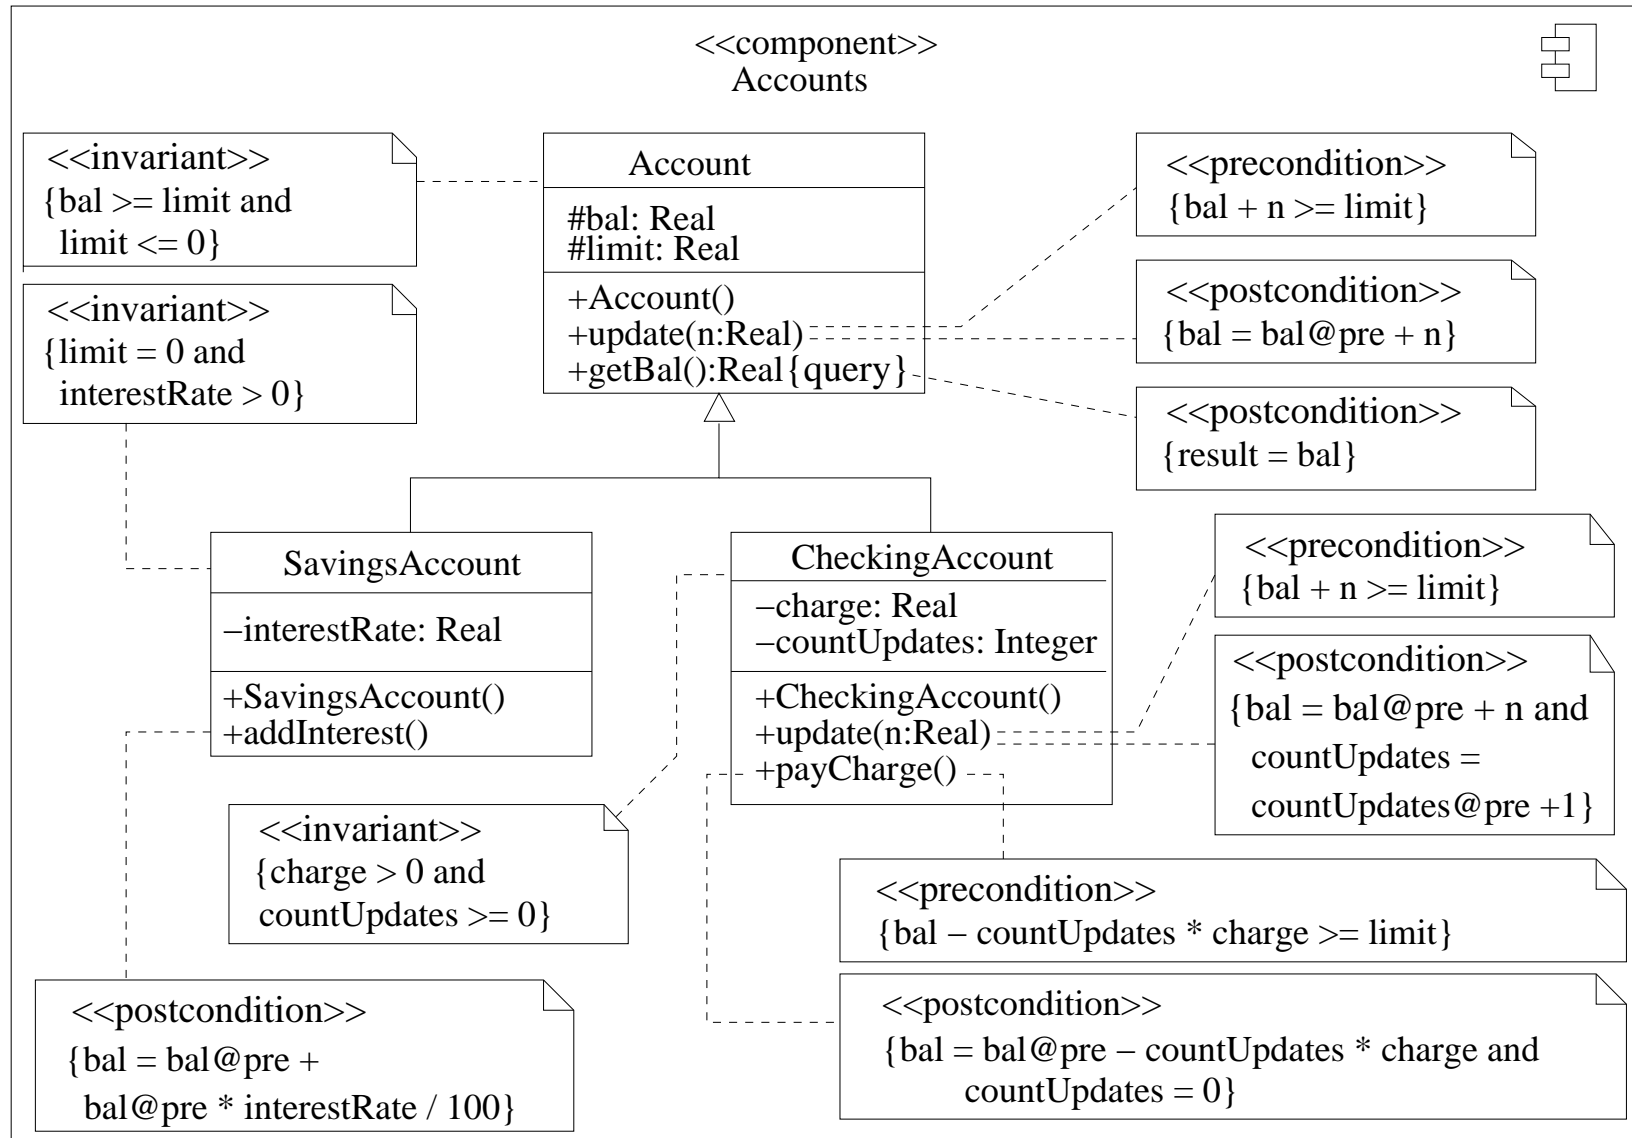 <<component>>
Accounts
<<invariant>>
{bal >= limit and
limit <= 0}
Account
#bal: Real
#limit: Real
+Account()
+update(n:Real)
+getBal():Real{query}
<<precondition>>
{bal + n >= limit}
<<postcondition>>
{bal = bal@pre + n}
<<postcondition>>
{result = bal}
<<invariant>>
{limit = 0 and
interestRate > 0}
SavingsAccount
−interestRate: Real
+SavingsAccount()
+addInterest()
CheckingAccount
−charge: Real
−countUpdates: Integer
+CheckingAccount()
+update(n:Real)
+payCharge()
<<precondition>>
{bal + n >= limit}
<<postcondition>>
{bal = bal@pre + n and
countUpdates =
countUpdates@pre +1}
<<invariant>>
{charge > 0 and
countUpdates >= 0}
<<precondition>>
{bal − countUpdates * charge >= limit}
<<postcondition>>
{bal = bal@pre +
bal@pre * interestRate / 100}
<<postcondition>>
{bal = bal@pre − countUpdates * charge and
countUpdates = 0}